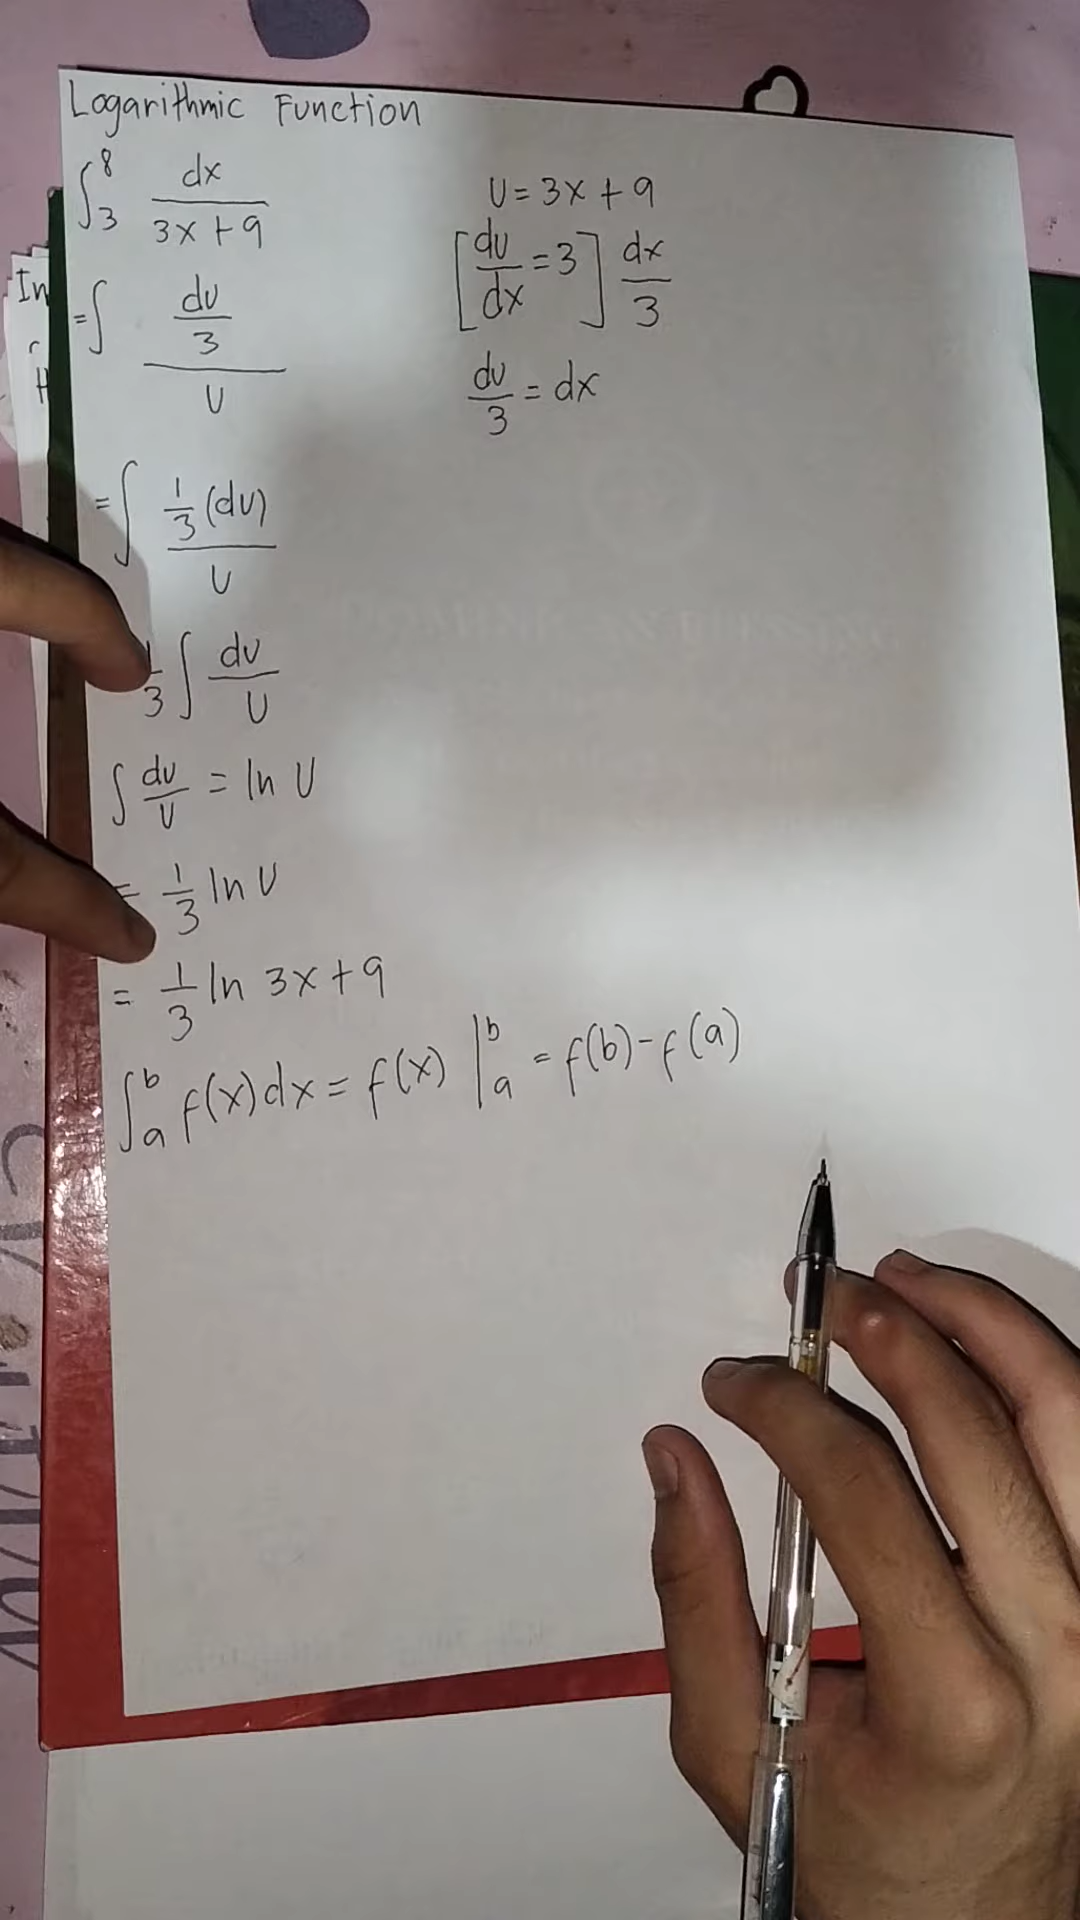 Logarithmic Function
∫₃⁸ dx/(3x+9)
U = 3x+9
[du/dx = 3] dx/3
= ∫ (du/3)/U
du/3 = dx
= ∫ (1/3 (du))/U
1/3 ∫ du/U
∫ du/U = ln U
= 1/3 ln U
= 1/3 ln 3x+9
∫ₐᵇ f(x)dx = f(x) |ₐᵇ = f(b)-f(a)
In